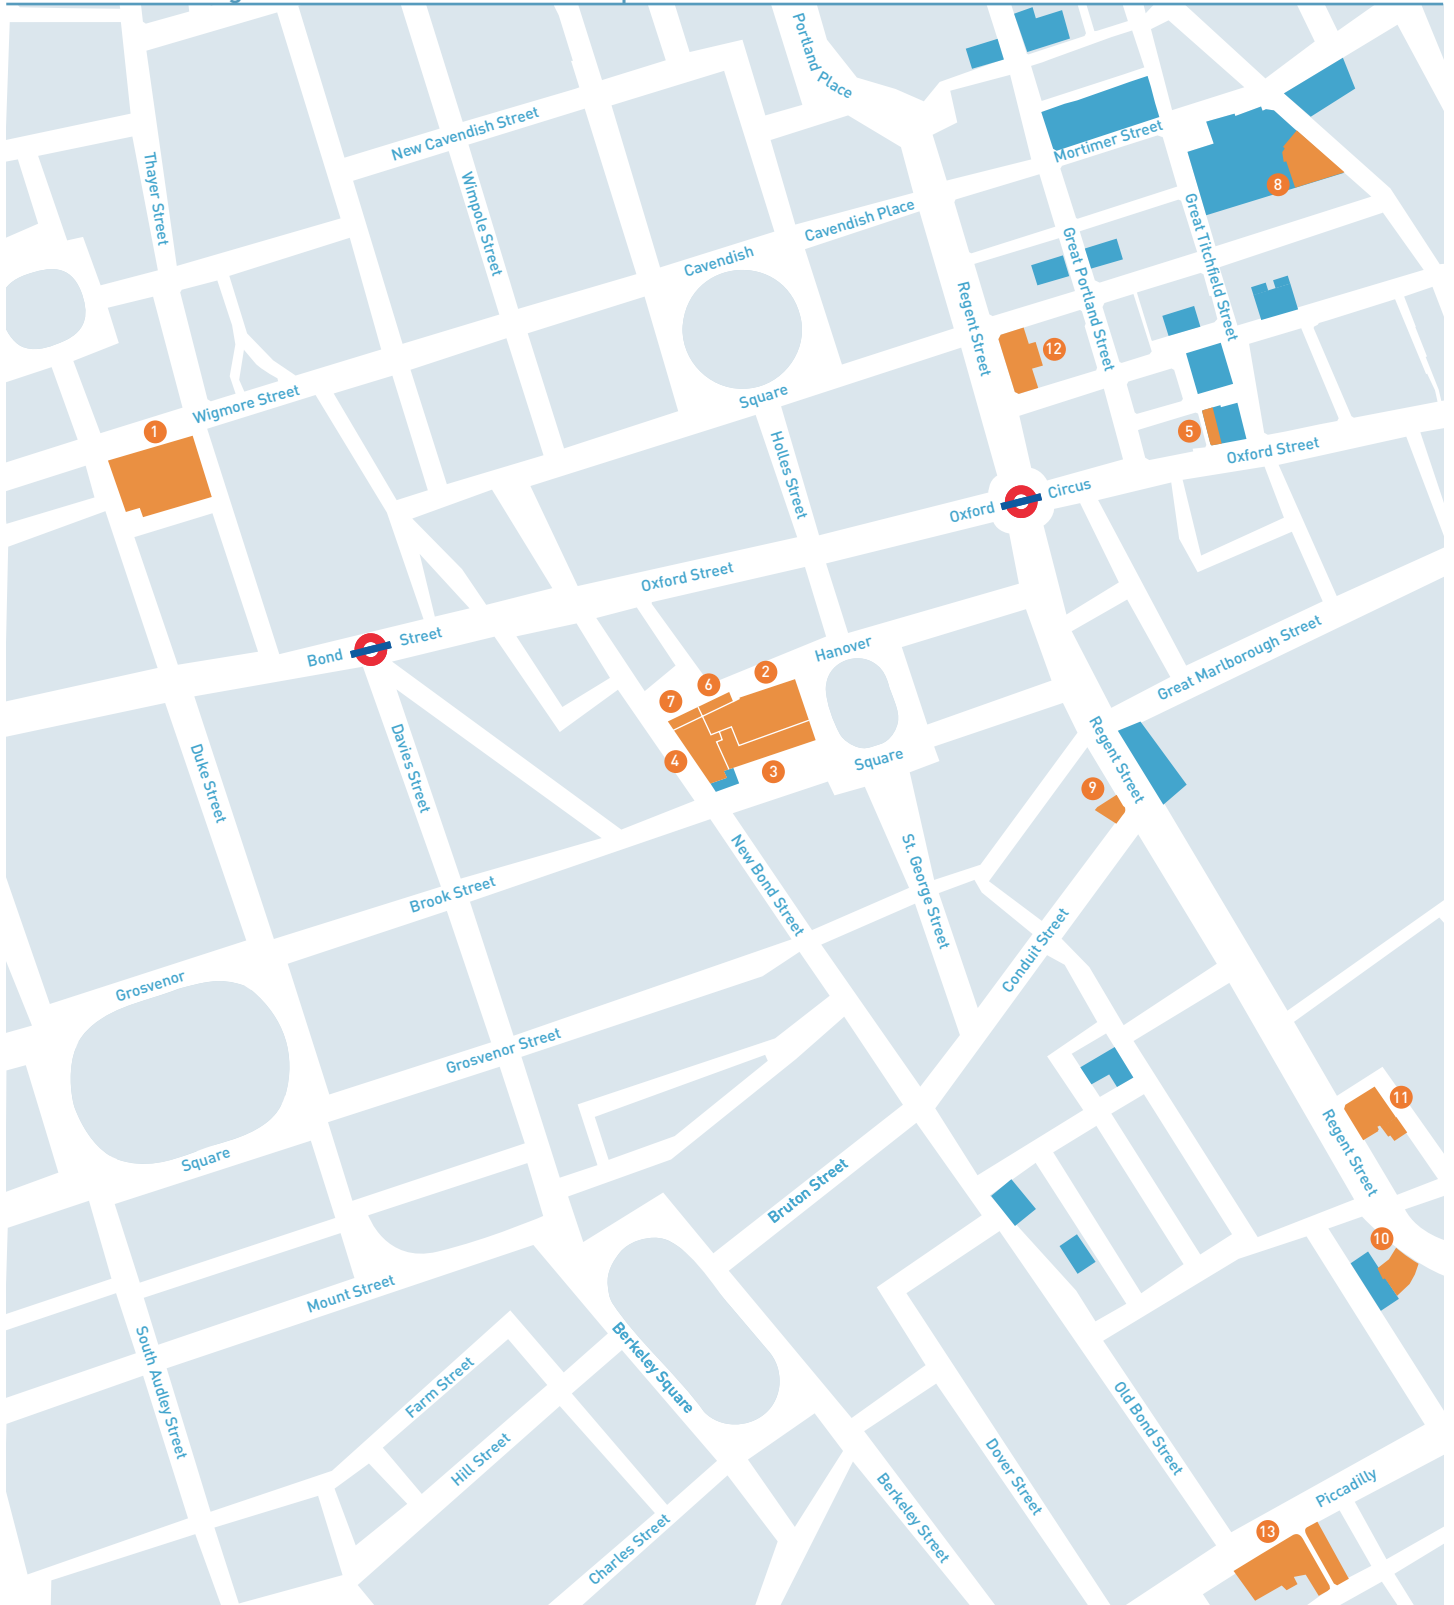 Portland Place
New Cavendish Street
Mortimer Street
Thayer Street
Wimpole Street
8
Cavendish Place
Great Titchfield Street
Cavendish
Great Portland Street
Regent Street
12
Square
Wigmore Street
1
5
Holles Street
Oxford Street
Oxford
Circus
Oxford Street
Bond
Street
Hanover
Great Marlborough Street
2
6
7
4
3
Square
Regent Street
9
Duke Street
Davies Street
New Bond Street
St. George Street
Brook Street
Conduit Street
Grosvenor
Grosvenor Street
11
Regent Street
Square
Bruton Street
10
Mount Street
Berkeley Square
South Audley Street
Farm Street
Old Bond Street
Hill Street
Dover Street
Berkeley Street
Piccadilly
Charles Street
13